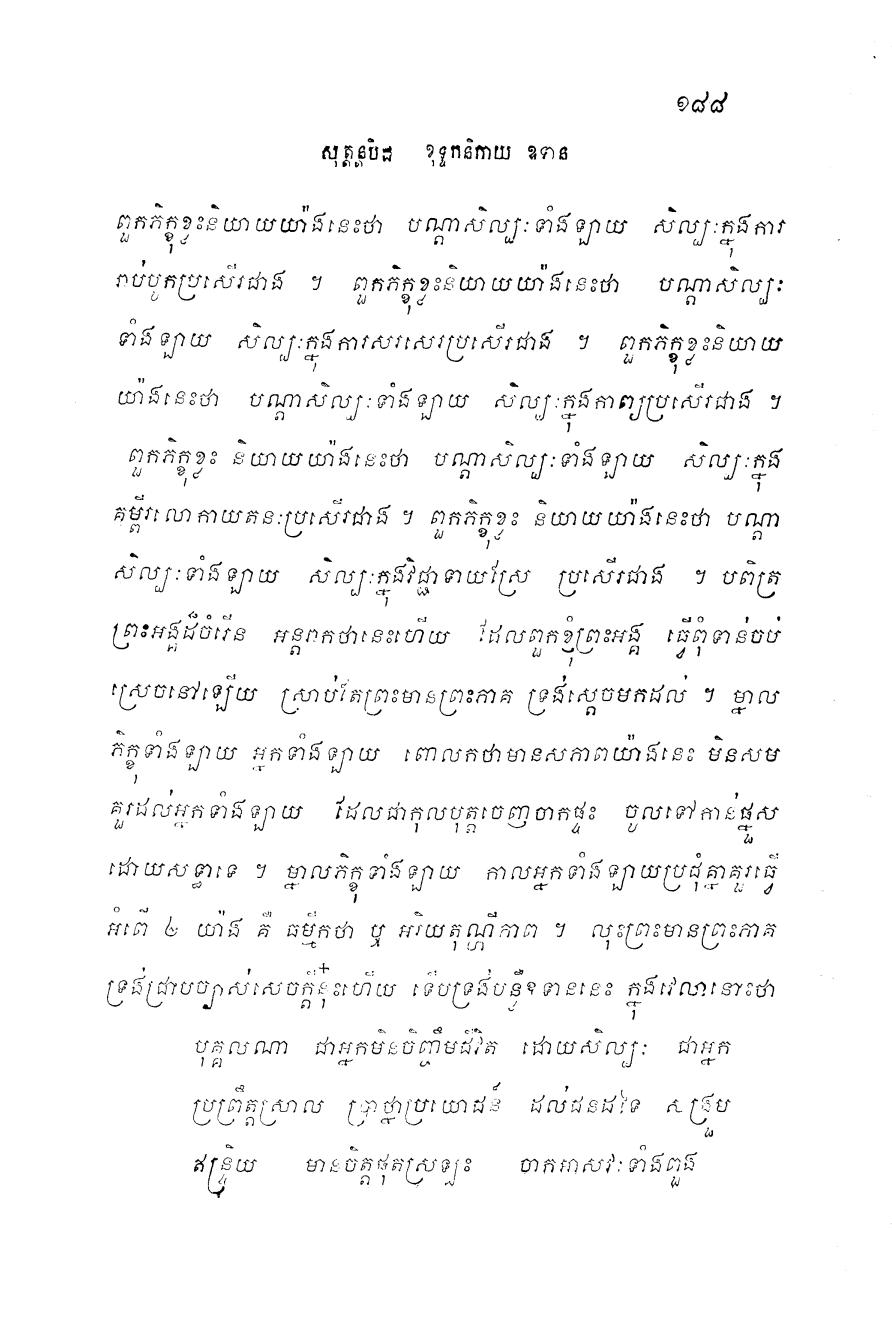 ១៨៨
សុត្តន្តបិដក ខុទ្ទកនិកាយ ឧទាន
ពួកភិក្ខុខ្លះនិយាយយ៉ាងនេះថា បណ្តាសិល្បៈទាំងឡាយ សិល្បៈក្នុងការ
រាប់បូកប្រសើរជាង ។ ពួកភិក្ខុខ្លះនិយាយយ៉ាងនេះថា បណ្តាសិល្បៈ
ទាំងឡាយ សិល្បៈក្នុងការសរសេរប្រសើរជាង ។ ពួកភិក្ខុខ្លះនិយាយ
យ៉ាងនេះថា បណ្តាសិល្បៈទាំងឡាយ សិល្បៈក្នុងកាព្យប្រសើរជាង ។
ពួកភិក្ខុខ្លះ និយាយយ៉ាងនេះថា បណ្តាសិល្បៈទាំងឡាយ សិល្បៈក្នុង
គម្ពីរលោកាយតនៈប្រសើរជាង ។ ពួកភិក្ខុខ្លះ និយាយយ៉ាងនេះថា បណ្តា
សិល្បៈទាំងឡាយ សិល្បៈក្នុងវិជ្ជាទាយស្រែ ប្រសើរជាង ។ បពិត្រ
ព្រះអង្គដ៏ចំរើន អន្តរាកថានេះហើយ ដែលពួកខ្ញុំព្រះអង្គ ធ្វើពុំទាន់ចប់
ស្រេចនៅឡើយ ស្រាប់តែព្រះមានព្រះភាគ ទ្រង់ស្តេចមកដល់ ។ ម្នាល
ភិក្ខុទាំងឡាយ អ្នកទាំងឡាយ ពោលកថាមានសភាពយ៉ាងនេះ មិនសម
គួរដល់អ្នកទាំងឡាយ ដែលជាកុលបុត្តចេញចាកផ្ទះ ចូលទៅកាន់ផ្នួស
ដោយសទ្ធាទេ ។ ម្នាលភិក្ខុទាំងឡាយ កាលអ្នកទាំងឡាយប្រជុំគ្នាគួរធ្វើ
អំពើ ២ យ៉ាង គឺ ធម្មីកថា ឬ អរិយតុណ្ហីភាព ។ លុះព្រះមានព្រះភាគ
ទ្រង់ជ្រាបច្បាស់សេចក្តីនុ៎ះហើយ ទើបទ្រង់បន្លឺឧទាននេះ ក្នុងវេលានោះថា
បុគ្គលណា ជាអ្នកមិនចិញ្ចឹមជីវិត ដោយសិល្បៈ ជាអ្នក
ប្រព្រឹត្តស្រាល ប្រាថ្នាប្រយោជន៍ ដល់ជនដទៃ សង្រួម
ឥន្ទ្រិយ មានចិត្តផុតស្រឡះ ចាកអាសវៈទាំងពួង